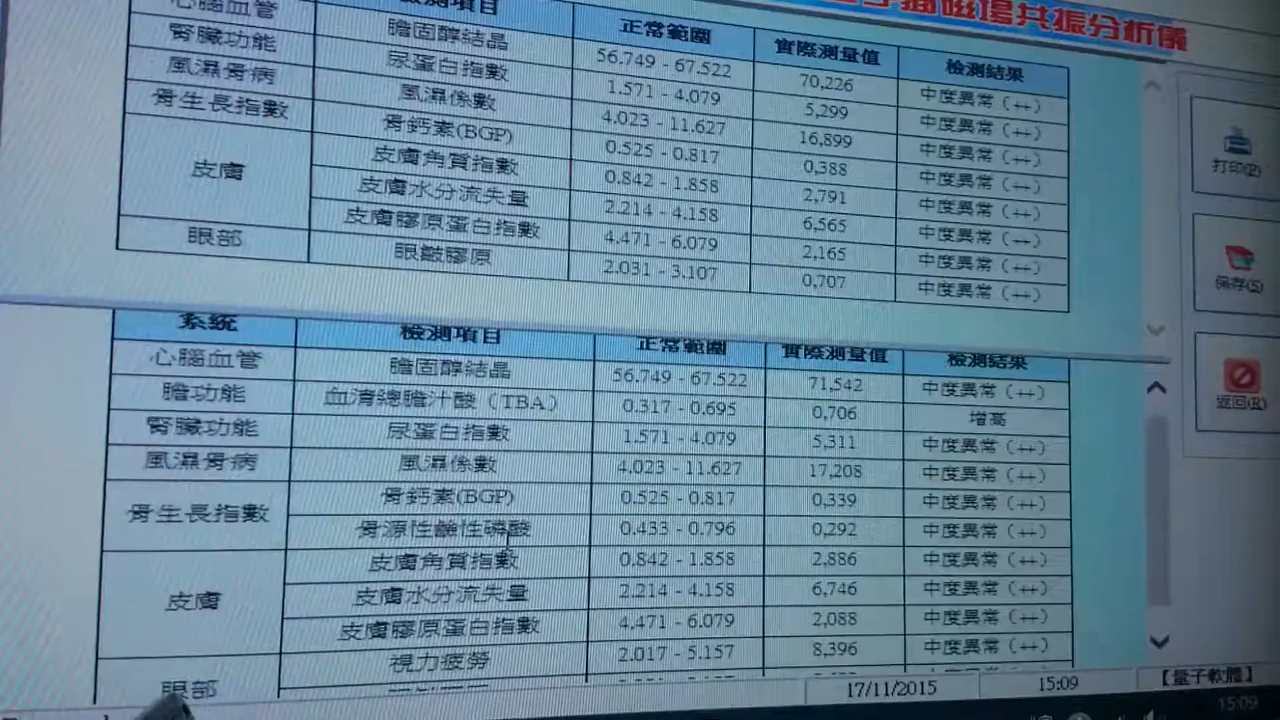 磁場共振分析儀
心腦血管 檢測項目 正常範圍 實際測量值 檢測結果
膽固醇結晶 56.749 - 67.522 70,226 中度異常（++）
腎臟功能 尿蛋白指數 1.571 - 4.079 5,299 中度異常（++）
風濕骨病 風濕係數 4.023 - 11.627 16,899 中度異常（++）
骨生長指數 骨鈣素(BGP) 0.525 - 0.817 0,388 中度異常（++）
皮膚 皮膚角質指數 0.842 - 1.858 2,791 中度異常（++）
皮膚水分流失量 2.214 - 4.158 6,565 中度異常（++）
皮膚膠原蛋白指數 4.471 - 6.079 2,165 中度異常（++）
眼部 眼皺膠原 2.031 - 3.107 0,707 中度異常（++）
打印(P)
保存(S)
返回(R)
系統 檢測項目 正常範圍 實際測量值 檢測結果
心腦血管 膽固醇結晶 56.749 - 67.522 71,542 中度異常（++）
膽功能 血清總膽汁酸（TBA） 0.317 - 0.695 0,706 增高
腎臟功能 尿蛋白指數 1.571 - 4.079 5,311 中度異常（++）
風濕骨病 風濕係數 4.023 - 11.627 17,208 中度異常（++）
骨生長指數 骨鈣素(BGP) 0.525 - 0.817 0,339 中度異常（++）
骨源性鹼性磷酸 0.433 - 0.796 0,292 中度異常（++）
皮膚 皮膚角質指數 0.842 - 1.858 2,886 中度異常（++）
皮膚水分流失量 2.214 - 4.158 6,746 中度異常（++）
皮膚膠原蛋白指數 4.471 - 6.079 2,088 中度異常（++）
眼部 視力疲勞 2.017 - 5.157 8,396 中度異常（++）
17/11/2015 15:09 【量子軟體】
15:09